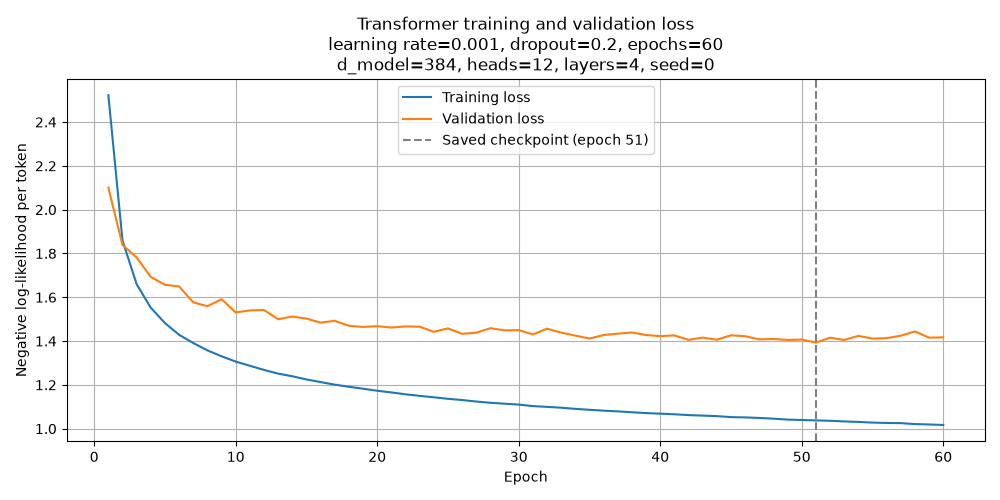 Transformer training and validation loss
learning rate=0.001, dropout=0.2, epochs=60
d_model=384, heads=12, layers=4, seed=0
Training loss
Validation loss
Saved checkpoint (epoch 51)
Negative log-likelihood per token
2.4
2.2
2.0
1.8
1.6
1.4
1.2
1.0
0 10 20 30 40 50 60
Epoch